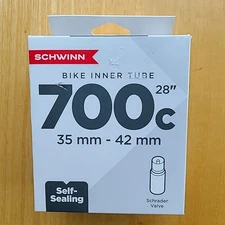 SCHWINN
BIKE INNER TUBE
700c 28"
35 mm - 42 mm
Self-
Sealing
Schrader
Valve